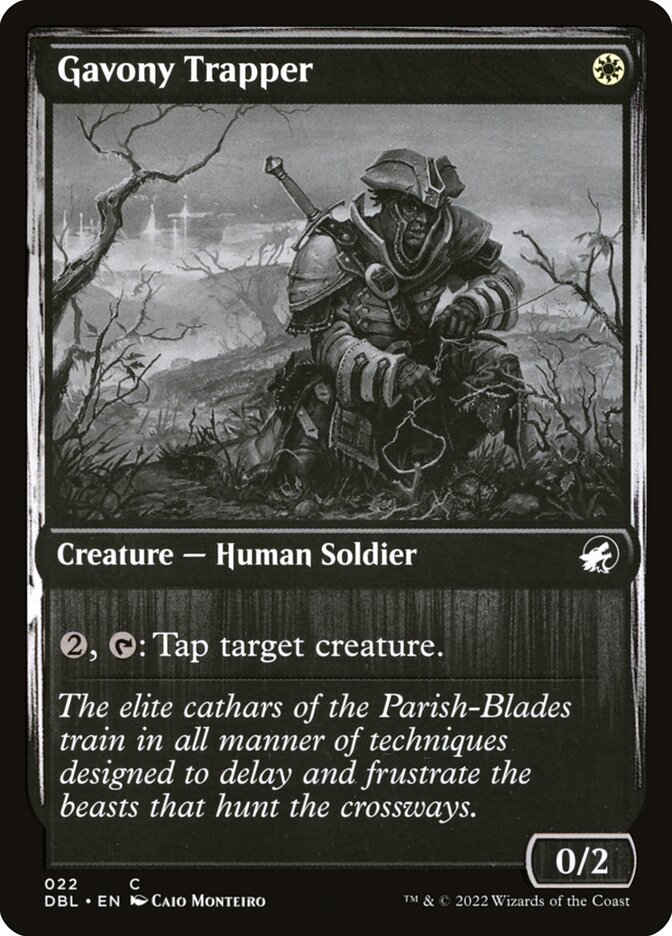 Gavony Trapper
Creature — Human Soldier
2, : Tap target creature.
The elite cathars of the Parish-Blades
train in all manner of techniques
designed to delay and frustrate the
beasts that hunt the crossways.
0/2
022 C
DBL • EN Caio Monteiro
™ & © 2022 Wizards of the Coast